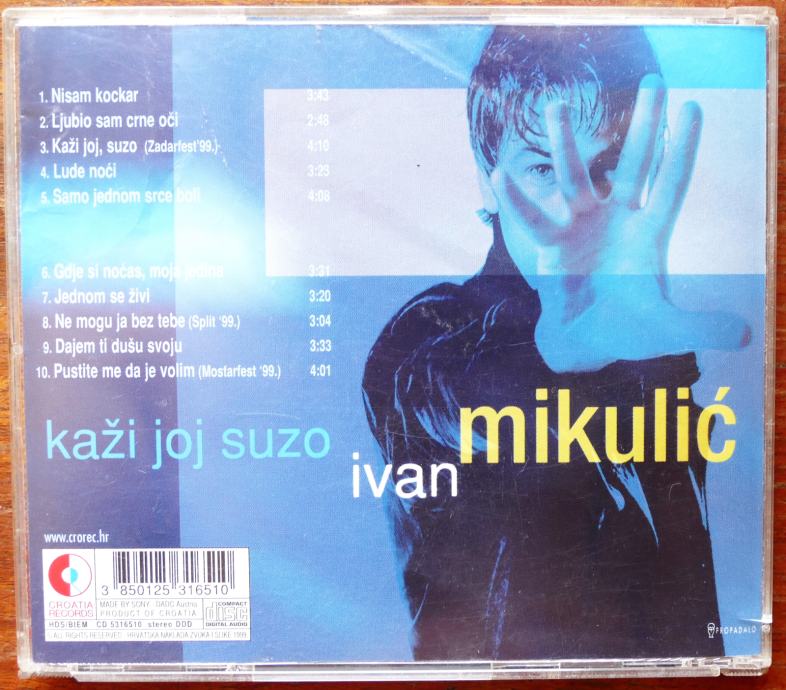 1. Nisam kockar 3:43
2. Ljubio sam crne oči 2:48
3. Kaži joj, suzo (Zadarfest'99.) 4:10
4. Lude noći 3:23
5. Samo jednom srce boli 4:08
6. Gdje si noćas, moja jedina 3:31
7. Jednom se živi 3:20
8. Ne mogu ja bez tebe (Split '99.) 3:04
9. Dajem ti dušu svoju 3:33
10. Pustite me da je volim (Mostarfest '99.) 4:01
kaži joj suzo
ivan mikulić
www.crorec.hr
CROATIA
RECORDS
3 850125 316510
MADE BY SONY DADC Austria
PRODUCT OF CROATIA
COMPACT
disc
DIGITAL AUDIO
HDS/BIEM CD 5316510 stereo DDD
ALL RIGHTS RESERVED HRVATSKA NAKLADA ZVUKA I SLIKE 1999
PROPADALO